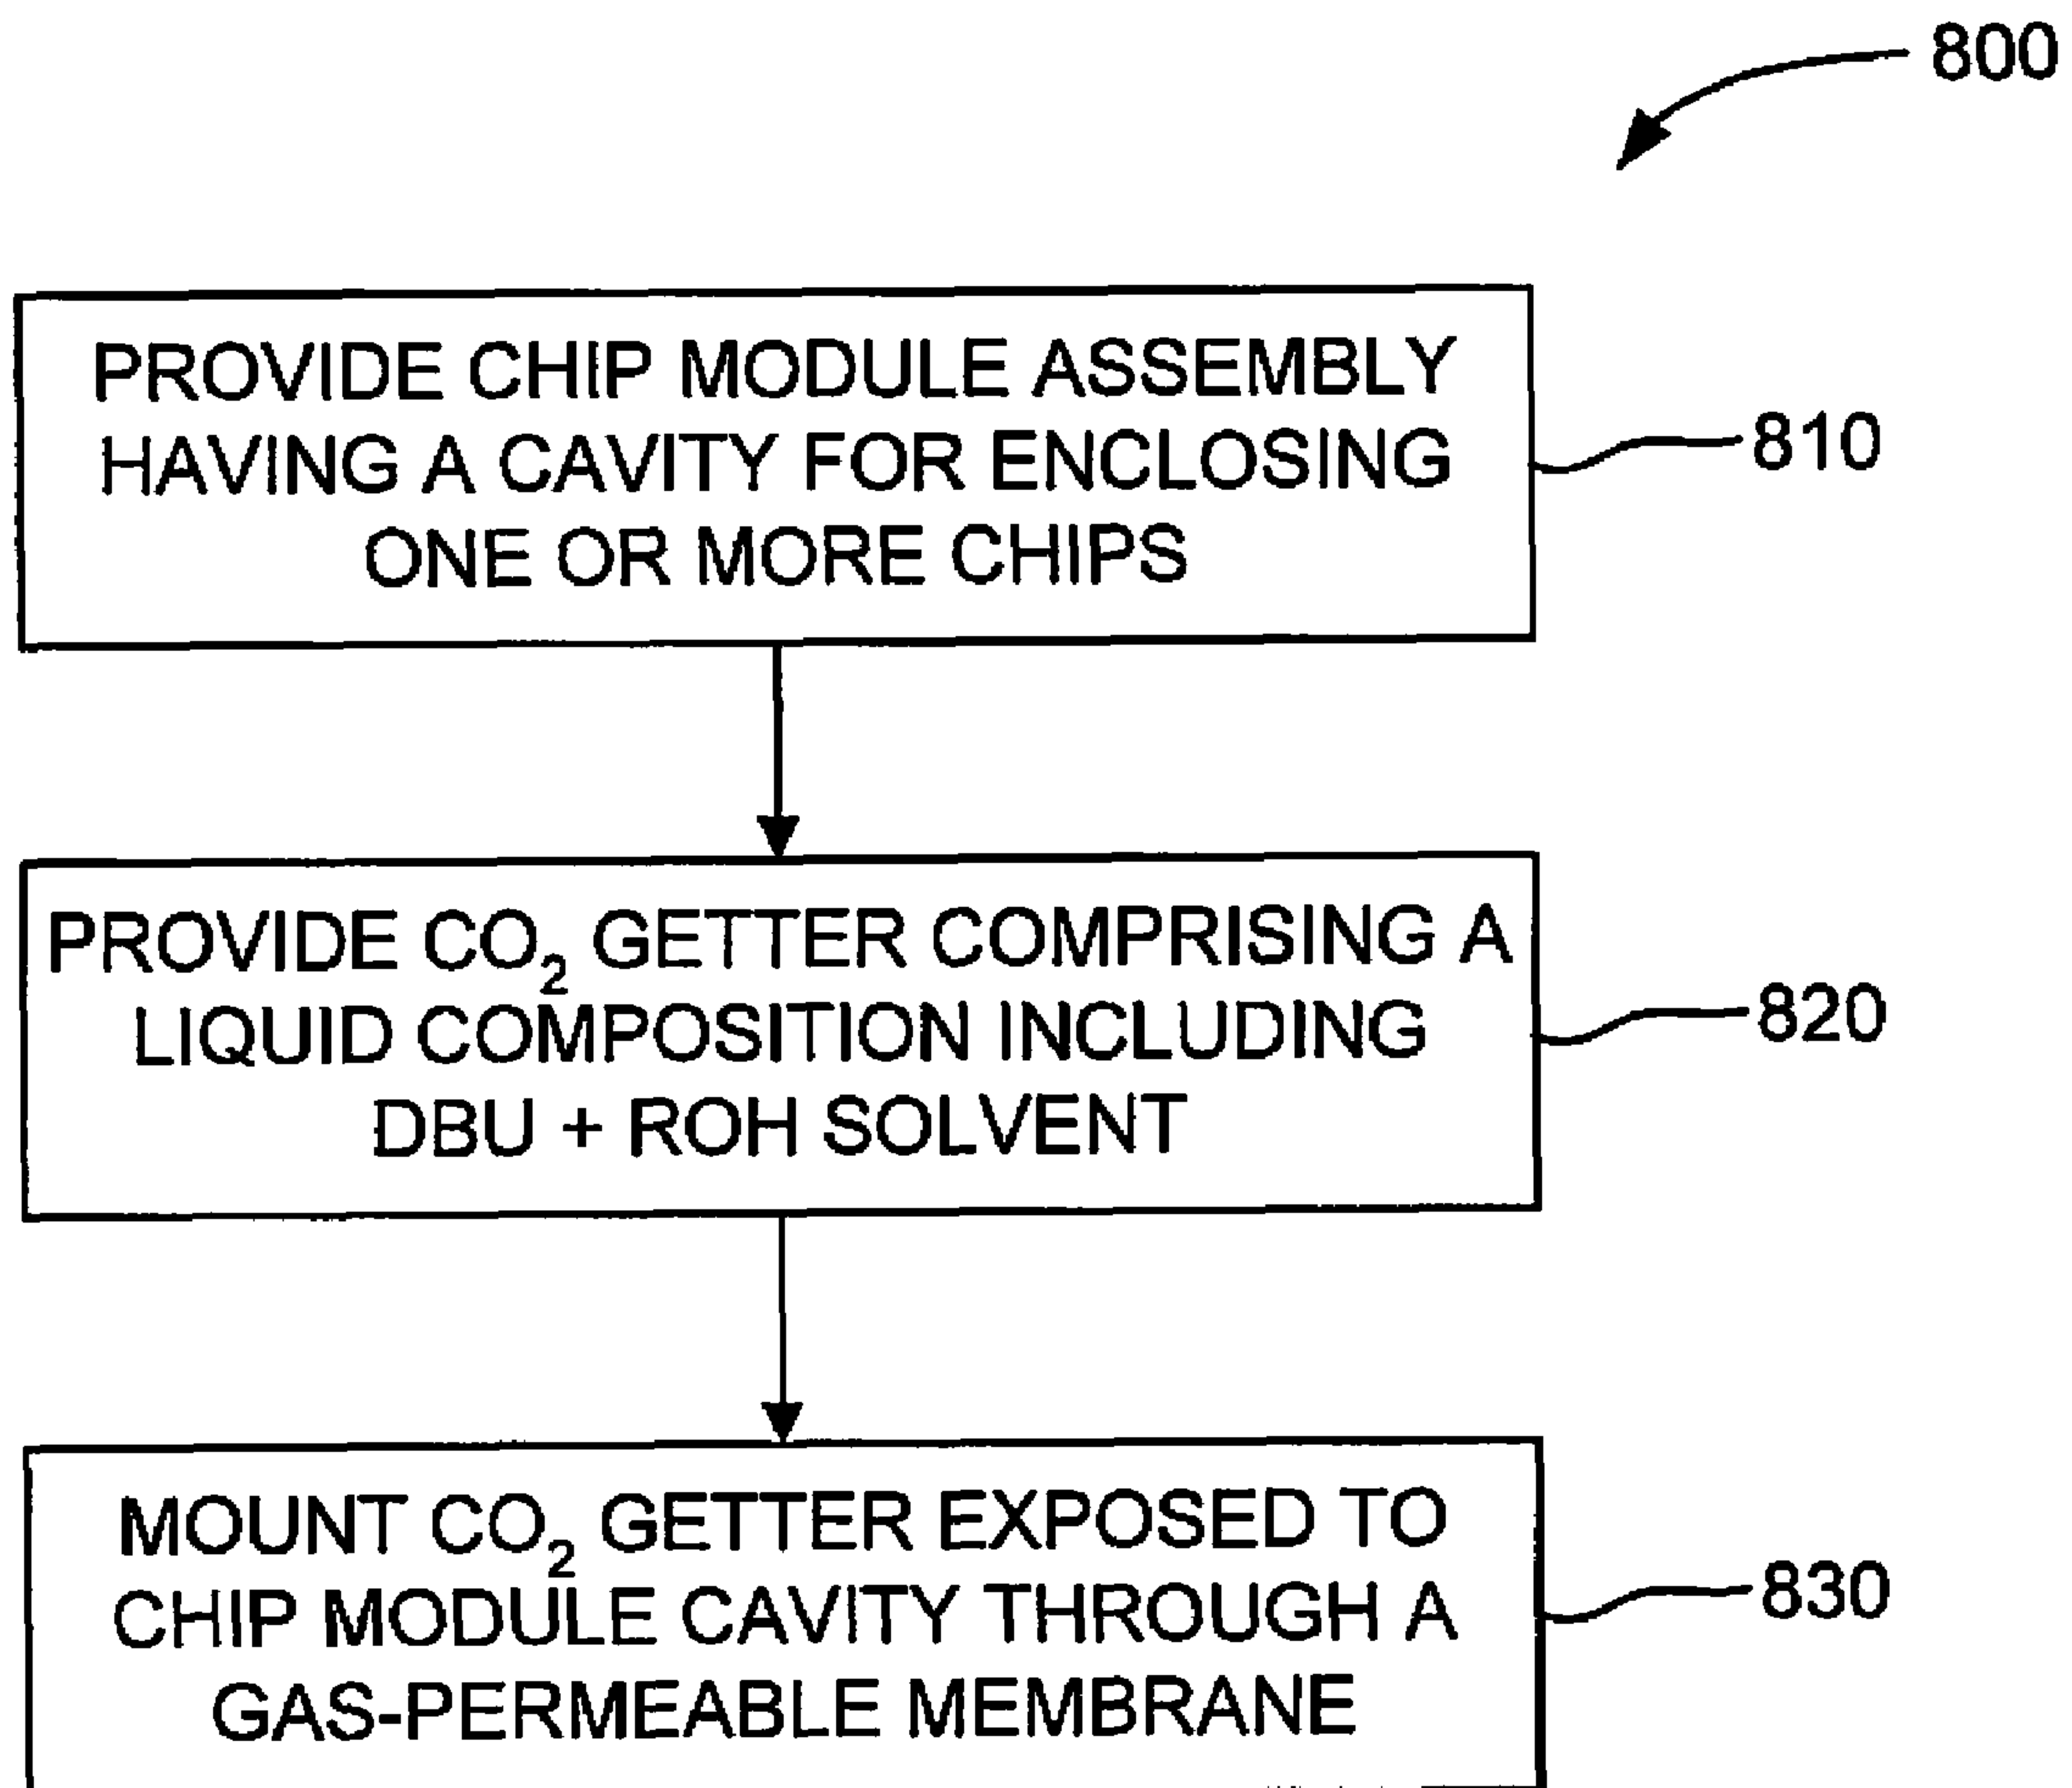 800
PROVIDE CHIP MODULE ASSEMBLY
HAVING A CAVITY FOR ENCLOSING
ONE OR MORE CHIPS
810
PROVIDE CO₂ GETTER COMPRISING A
LIQUID COMPOSITION INCLUDING
DBU + ROH SOLVENT
820
MOUNT CO₂ GETTER EXPOSED TO
CHIP MODULE CAVITY THROUGH A
GAS-PERMEABLE MEMBRANE
830